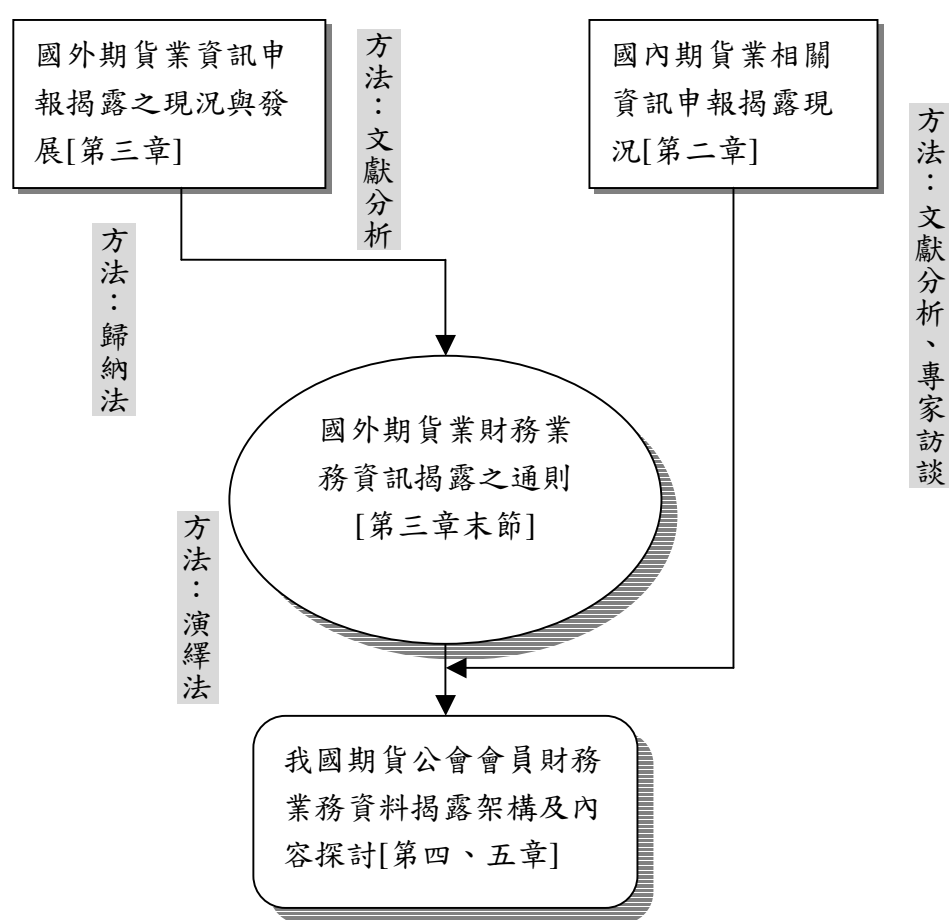 國外期貨業資訊申
報揭露之現況與發
展[第三章]
方法：文獻分析
國內期貨業相關
資訊申報揭露現
況[第二章]
方法：文獻分析、專家訪談
方法：歸納法
國外期貨業財務業
務資訊揭露之通則
[第三章末節]
方法：演繹法
我國期貨公會會員財務
業務資料揭露架構及內
容探討[第四、五章]